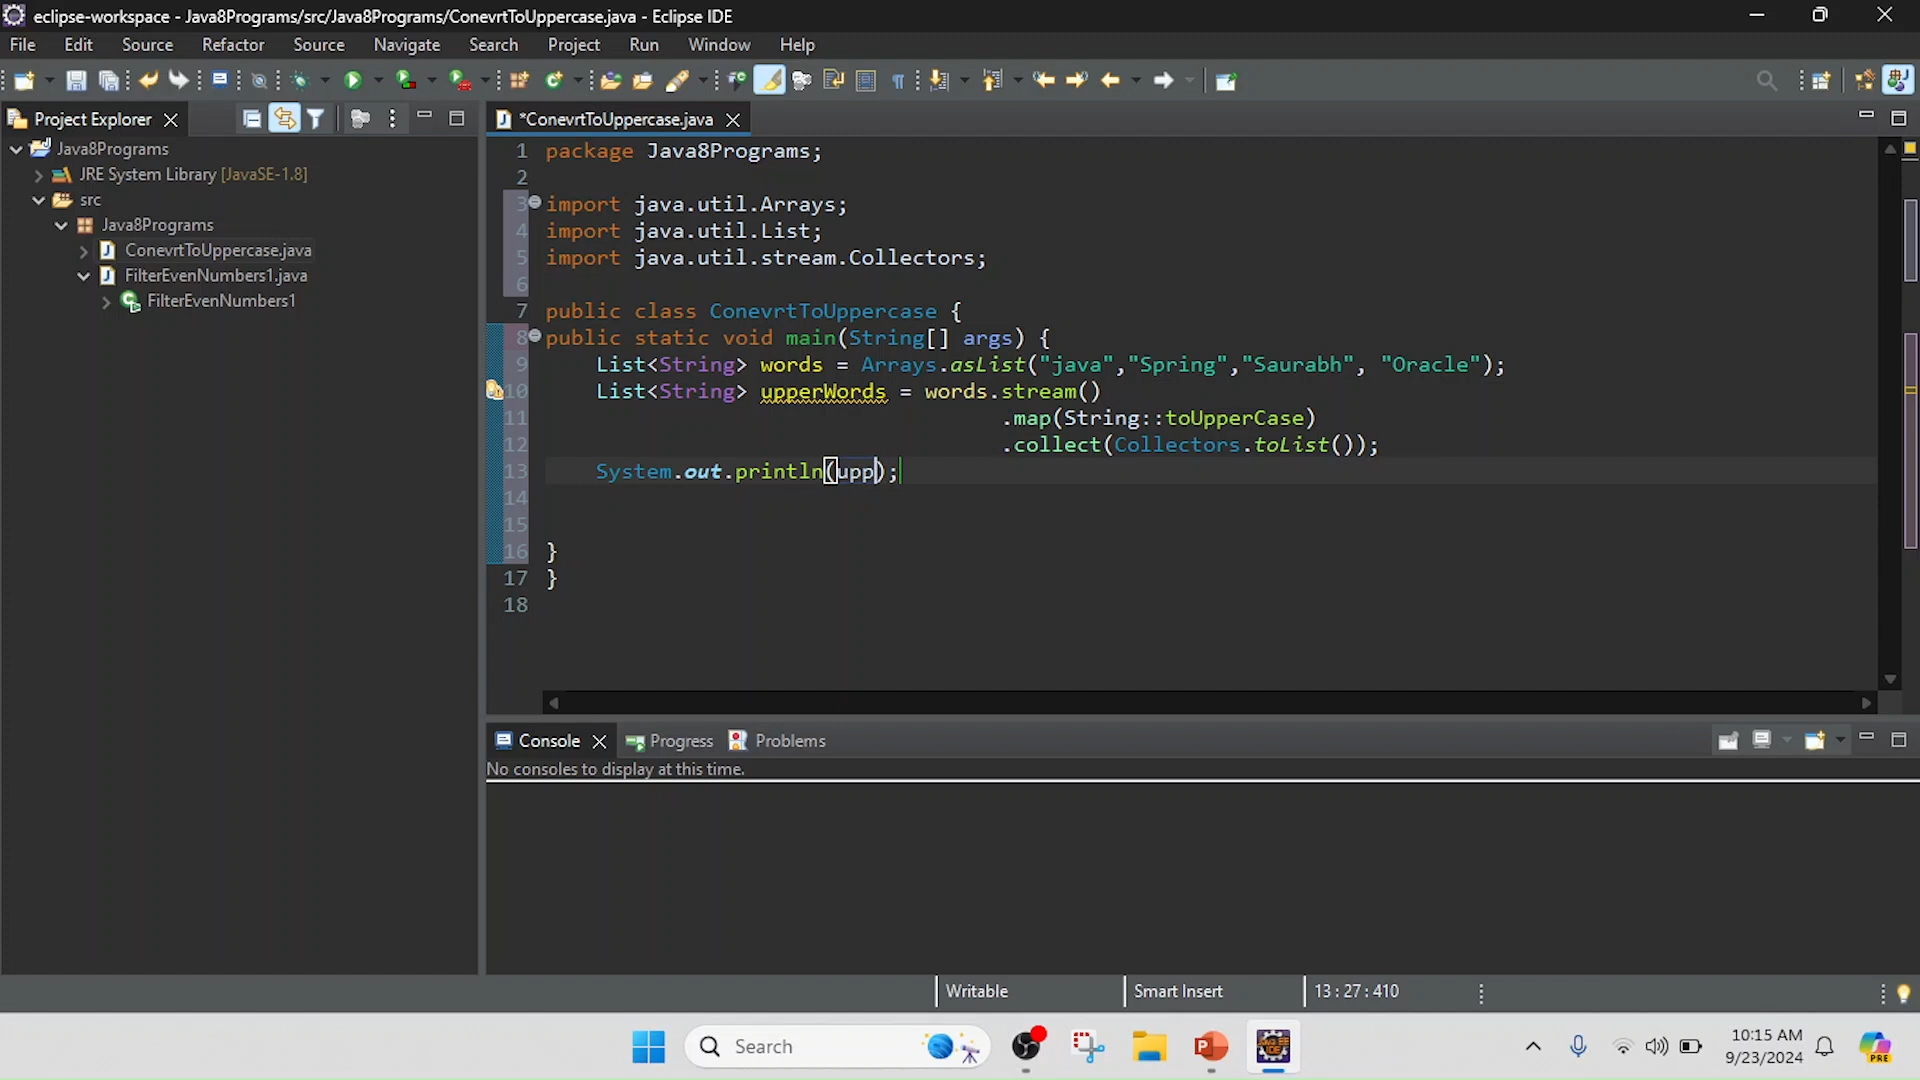 eclipse-workspace - Java8Programs/src/Java8Programs/ConevrtToUppercase.java - Eclipse IDE
File Edit Source Refactor Source Navigate Search Project Run Window Help
Project Explorer
*ConevrtToUppercase.java
Java8Programs
JRE System Library [JavaSE-1.8]
src
Java8Programs
ConevrtToUppercase.java
FilterEvenNumbers1.java
FilterEvenNumbers1
1 package Java8Programs;
2
3 import java.util.Arrays;
4 import java.util.List;
5 import java.util.stream.Collectors;
6
7 public class ConevrtToUppercase {
8 public static void main(String[] args) {
9 List<String> words = Arrays.asList("java","Spring","Saurabh", "Oracle");
10 List<String> upperWords = words.stream()
11 .map(String::toUpperCase)
12 .collect(Collectors.toList());
13 System.out.println(upp);
14
15
16 }
17 }
18
Console Progress Problems
No consoles to display at this time.
Writable Smart Insert 13 : 27 : 410
Search
JAVA EE
IDE
10:15 AM
9/23/2024
PRE